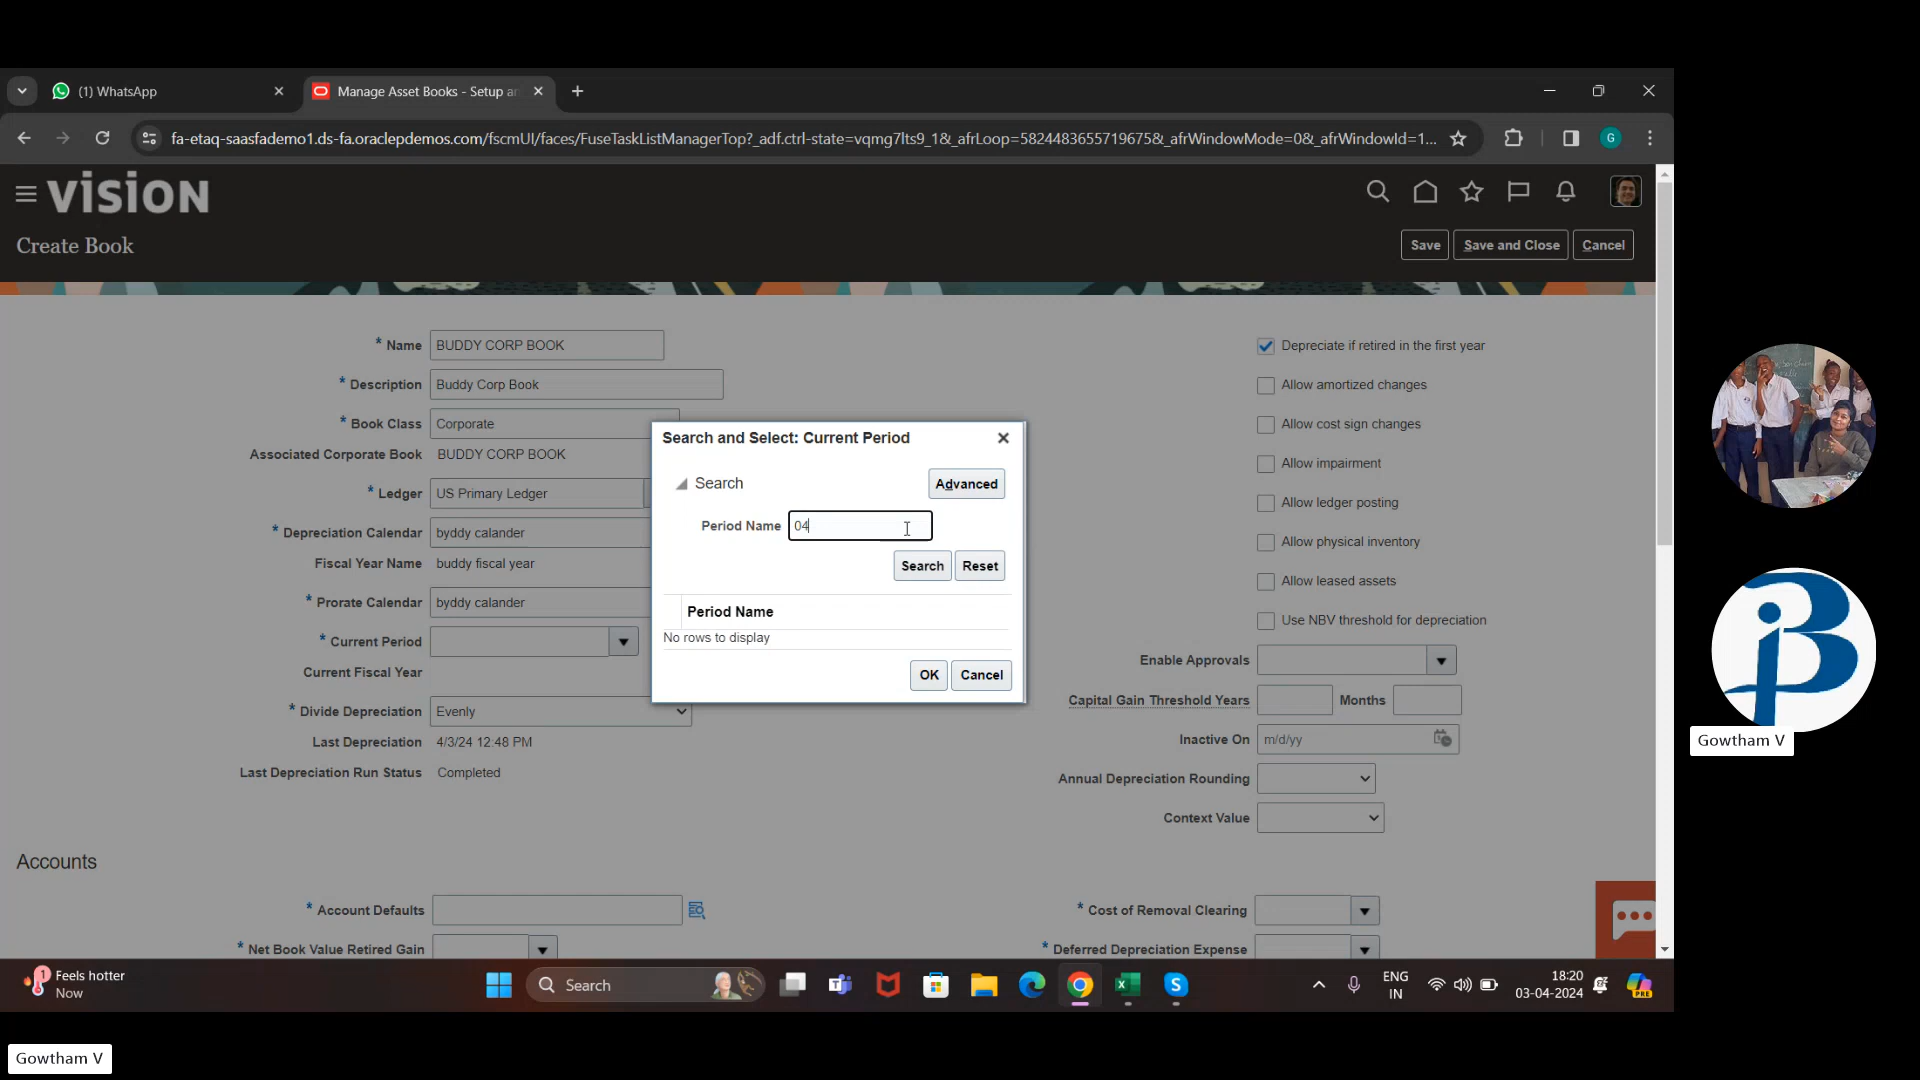 (1) WhatsApp
Manage Asset Books - Setup an
fa-etaq-saasfademo1.ds-fa.oraclepdemos.com/fscmUI/faces/FuseTaskListManagerTop?_adf.ctrl-state=vqmg7lts9_1&_afrLoop=58244836557​19675&_afrWindowMode=0&_afrWindowId=1...
G
VISION
Create Book
Save
Save and Close
Cancel
* Name BUDDY CORP BOOK
* Description Buddy Corp Book
* Book Class Corporate
Associated Corporate Book BUDDY CORP BOOK
* Ledger US Primary Ledger
* Depreciation Calendar byddy calander
Fiscal Year Name buddy fiscal year
* Prorate Calendar byddy calander
* Current Period
Current Fiscal Year
* Divide Depreciation Evenly
Last Depreciation 4/3/24 12:48 PM
Last Depreciation Run Status Completed
Search and Select: Current Period
Search
Advanced
Period Name 04
Search Reset
Period Name
No rows to display
OK Cancel
Depreciate if retired in the first year
Allow amortized changes
Allow cost sign changes
Allow impairment
Allow ledger posting
Allow physical inventory
Allow leased assets
Use NBV threshold for depreciation
Enable Approvals
Capital Gain Threshold Years Months
Inactive On m/d/yy
Annual Depreciation Rounding
Context Value
Accounts
* Account Defaults
* Cost of Removal Clearing
* Net Book Value Retired Gain
* Deferred Depreciation Expense
1
Feels hotter
Now
Search
ENG
IN
18:20
03-04-2024
PRE
Gowtham V
Gowtham V